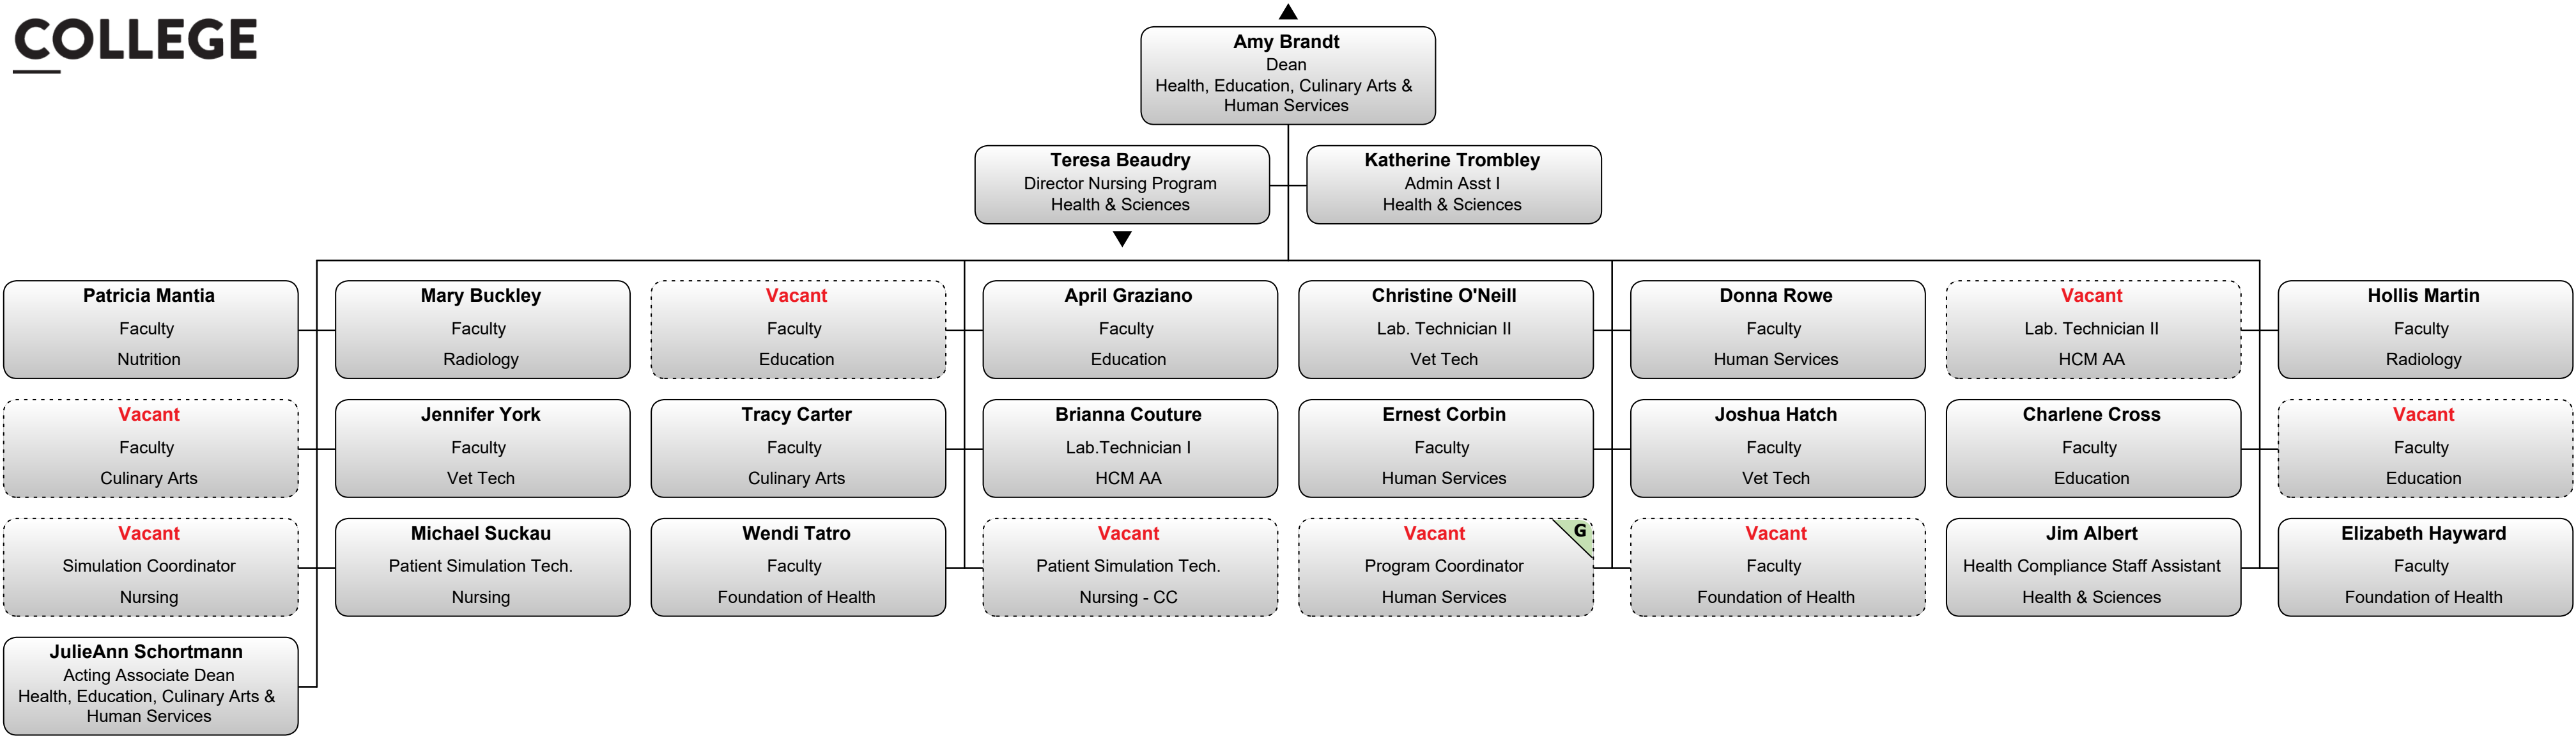 COLLEGE
Amy Brandt
Dean
Health, Education, Culinary Arts &
Human Services
Teresa Beaudry
Director Nursing Program
Health & Sciences
Katherine Trombley
Admin Asst I
Health & Sciences
Patricia Mantia
Faculty
Nutrition
Mary Buckley
Faculty
Radiology
Vacant
Faculty
Education
April Graziano
Faculty
Education
Christine O'Neill
Lab. Technician II
Vet Tech
Donna Rowe
Faculty
Human Services
Vacant
Lab. Technician II
HCM AA
Hollis Martin
Faculty
Radiology
Vacant
Faculty
Culinary Arts
Jennifer York
Faculty
Vet Tech
Tracy Carter
Faculty
Culinary Arts
Brianna Couture
Lab.Technician I
HCM AA
Ernest Corbin
Faculty
Human Services
Joshua Hatch
Faculty
Vet Tech
Charlene Cross
Faculty
Education
Vacant
Faculty
Education
Vacant
Simulation Coordinator
Nursing
Michael Suckau
Patient Simulation Tech.
Nursing
Wendi Tatro
Faculty
Foundation of Health
Vacant
Patient Simulation Tech.
Nursing - CC
Vacant
Program Coordinator
Human Services
G
Vacant
Faculty
Foundation of Health
Jim Albert
Health Compliance Staff Assistant
Health & Sciences
Elizabeth Hayward
Faculty
Foundation of Health
JulieAnn Schortmann
Acting Associate Dean
Health, Education, Culinary Arts &
Human Services